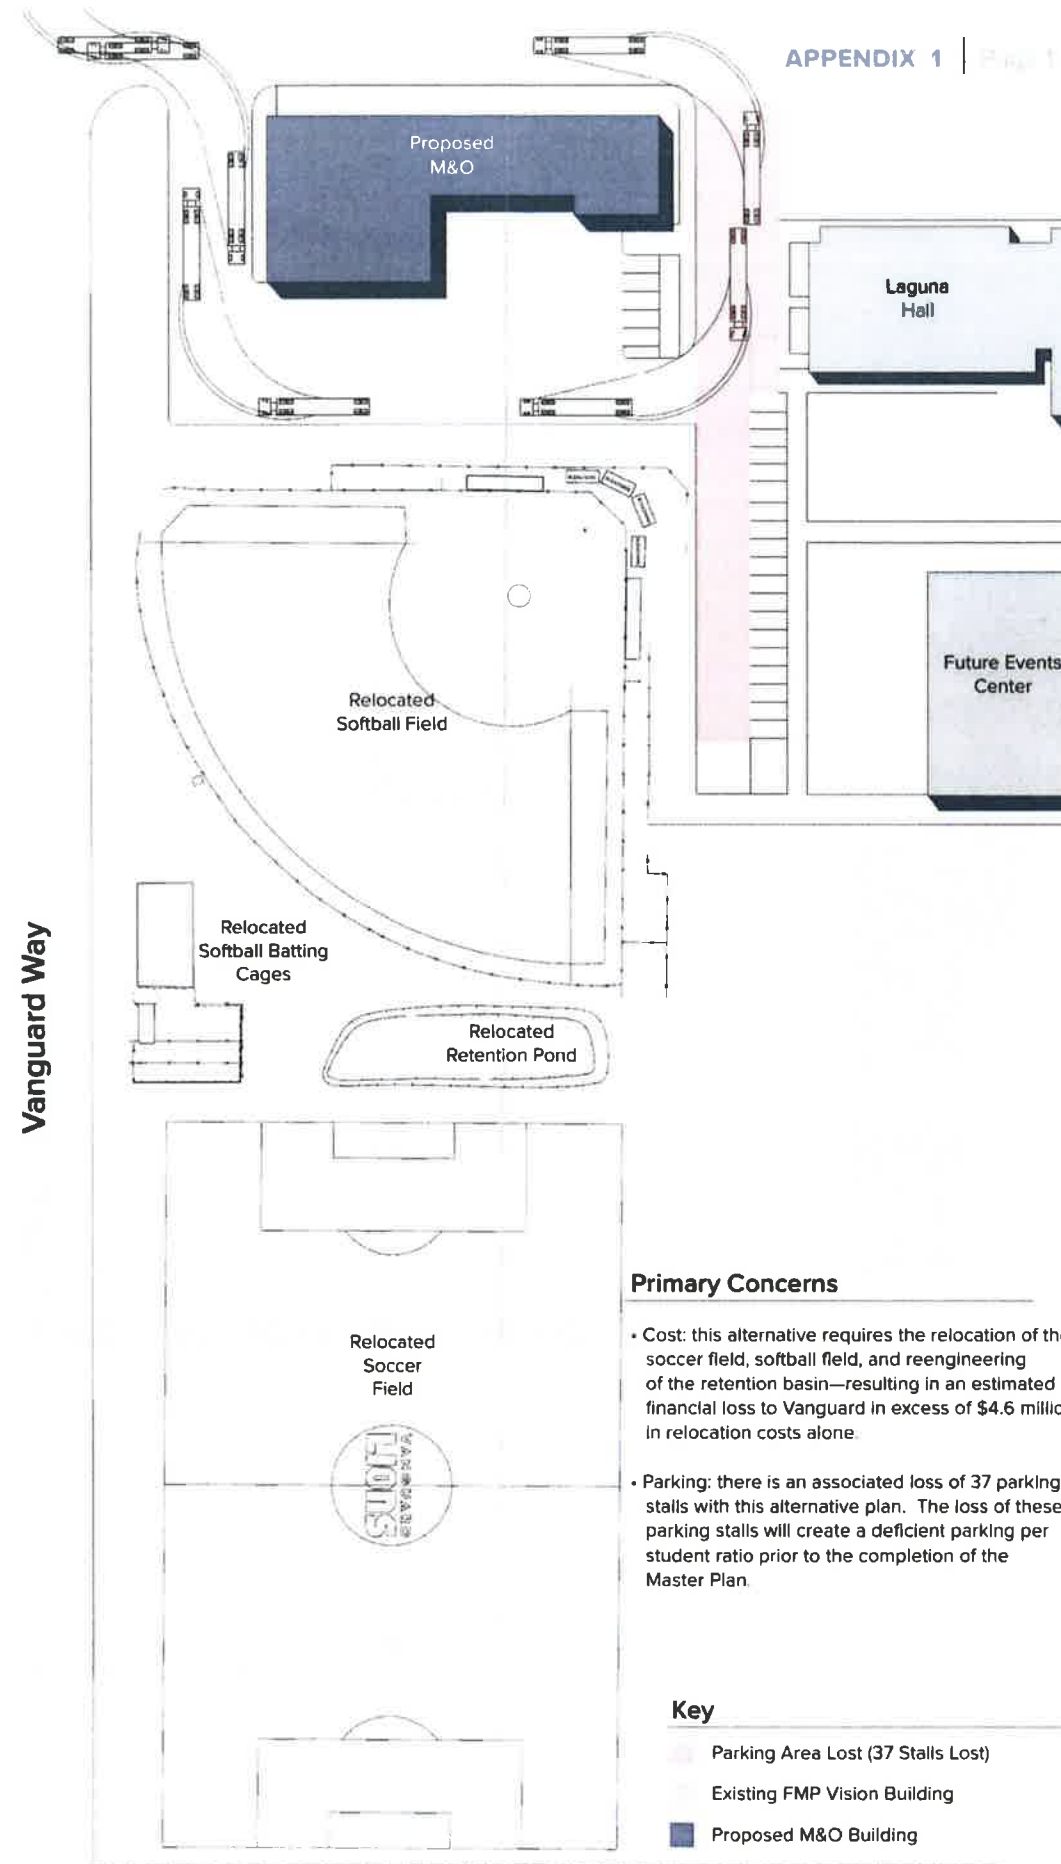 APPENDIX 1
Proposed
M&O
Laguna
Hall
Future Events
Center
Relocated
Softball Field
Relocated
Softball Batting
Cages
Relocated
Retention Pond
Vanguard Way
Relocated
Soccer
Field
VANGUARD
LIONS
Primary Concerns
• Cost: this alternative requires the relocation of the
soccer field, softball field, and reengineering
of the retention basin—resulting in an estimated
financial loss to Vanguard in excess of $4.6 millio
in relocation costs alone.
• Parking: there is an associated loss of 37 parking
stalls with this alternative plan. The loss of these
parking stalls will create a deficient parking per
student ratio prior to the completion of the
Master Plan.
Key
Parking Area Lost (37 Stalls Lost)
Existing FMP Vision Building
Proposed M&O Building